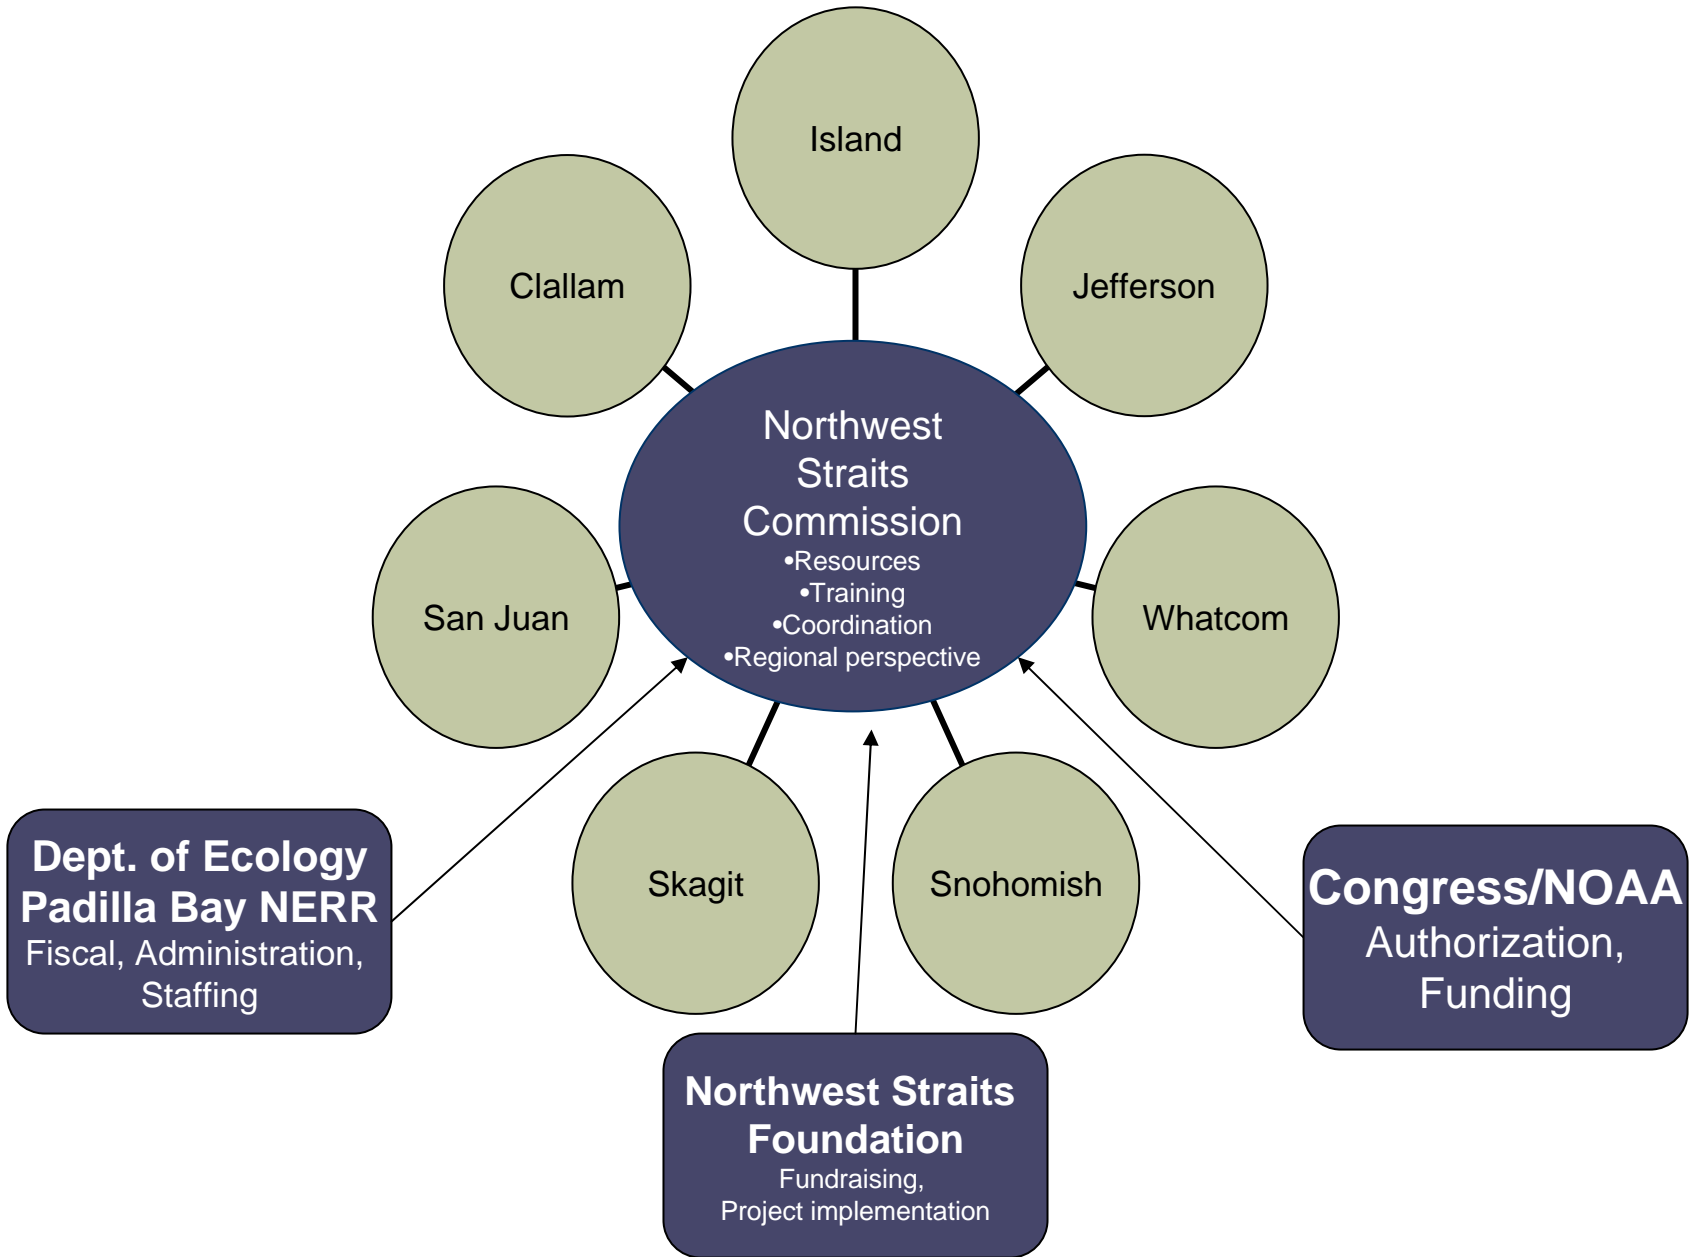 Island
Clallam
Jefferson
Northwest
Straits
Commission
•Resources
•Training
•Coordination
•Regional perspective
San Juan
Whatcom
Skagit
Snohomish
Dept. of Ecology
Padilla Bay NERR
Fiscal, Administration,
Staffing
Congress/NOAA
Authorization,
Funding
Northwest Straits
Foundation
Fundraising,
Project implementation